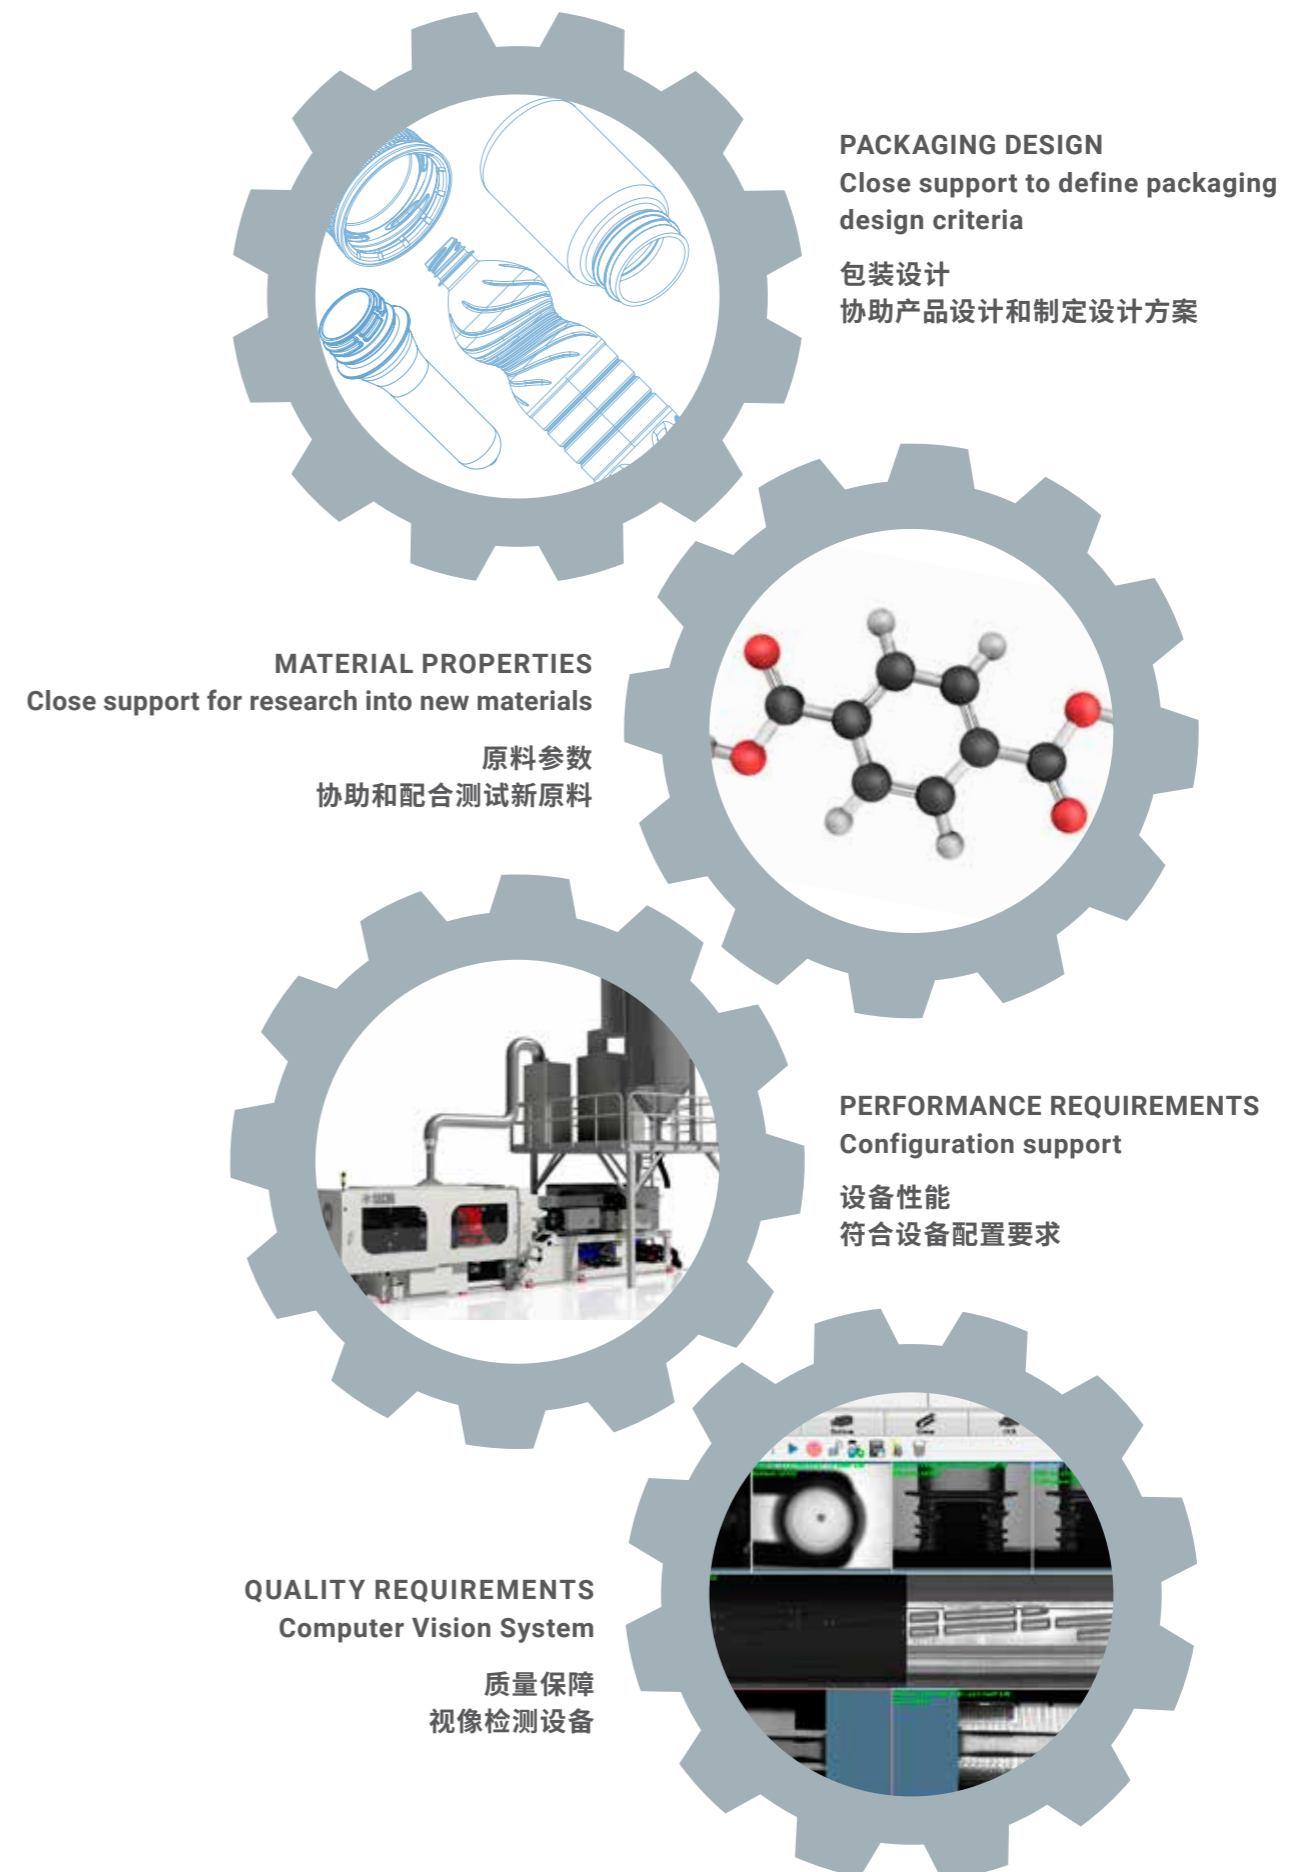 PACKAGING DESIGN
Close support to define packaging
design criteria
包装设计
协助产品设计和制定设计方案
MATERIAL PROPERTIES
Close support for research into new materials
原料参数
协助和配合测试新原料
PERFORMANCE REQUIREMENTS
Configuration support
设备性能
符合设备配置要求
QUALITY REQUIREMENTS
Computer Vision System
质量保障
视像检测设备